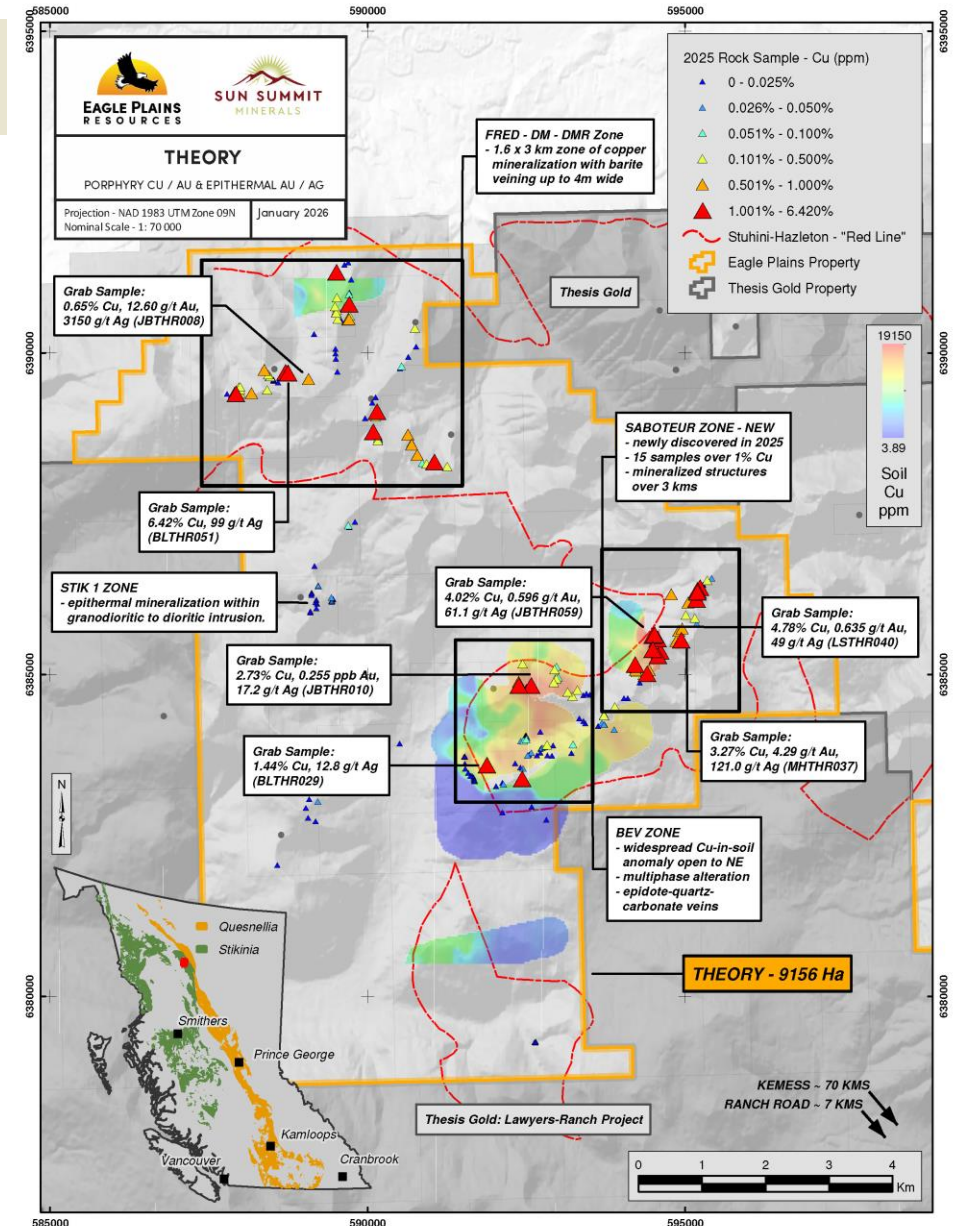 585000
590000
595000
6395000
6395000
EAGLE PLAINS
RESOURCES
SUN SUMMIT
MINERALS
THEORY
PORPHYRY CU / AU & EPITHERMAL AU / AG
Projection - NAD 1983 UTM Zone 09N
Nominal Scale - 1: 70 000
January 2026
2025 Rock Sample - Cu (ppm)
0 - 0.025%
0.026% - 0.050%
0.051% - 0.100%
0.101% - 0.500%
0.501% - 1.000%
1.001% - 6.420%
Stuhini-Hazleton - "Red Line"
Eagle Plains Property
Thesis Gold Property
FRED - DM - DMR Zone
- 1.6 x 3 km zone of copper
mineralization with barite
veining up to 4m wide
Thesis Gold
Grab Sample:
0.65% Cu, 12.60 g/t Au,
3150 g/t Ag (JBTHR008)
6390000
6390000
19150
3.89
Soil
Cu
ppm
SABOTEUR ZONE - NEW
- newly discovered in 2025
- 15 samples over 1% Cu
- mineralized structures
over 3 kms
Grab Sample:
6.42% Cu, 99 g/t Ag
(BLTHR051)
STIK 1 ZONE
- epithermal mineralization within
granodioritic to dioritic intrusion.
Grab Sample:
4.02% Cu, 0.596 g/t Au,
61.1 g/t Ag (JBTHR059)
Grab Sample:
4.78% Cu, 0.635 g/t Au,
49 g/t Ag (LSTHR040)
Grab Sample:
2.73% Cu, 0.255 ppb Au,
17.2 g/t Ag (JBTHR010)
6385000
6385000
Grab Sample:
1.44% Cu, 12.8 g/t Ag
(BLTHR029)
Grab Sample:
3.27% Cu, 4.29 g/t Au,
121.0 g/t Ag (MHTHR037)
N
BEV ZONE
- widespread Cu-in-soil
anomaly open to NE
- multiphase alteration
- epidote-quartz-
carbonate veins
Quesnellia
Stikinia
THEORY - 9156 Ha
6380000
6380000
Smithers
Prince George
Kamloops
Vancouver
Cranbrook
KEMESS ~ 70 KMS
RANCH ROAD ~ 7 KMS
Thesis Gold: Lawyers-Ranch Project
0 1 2 3 4
Km
585000
590000
595000